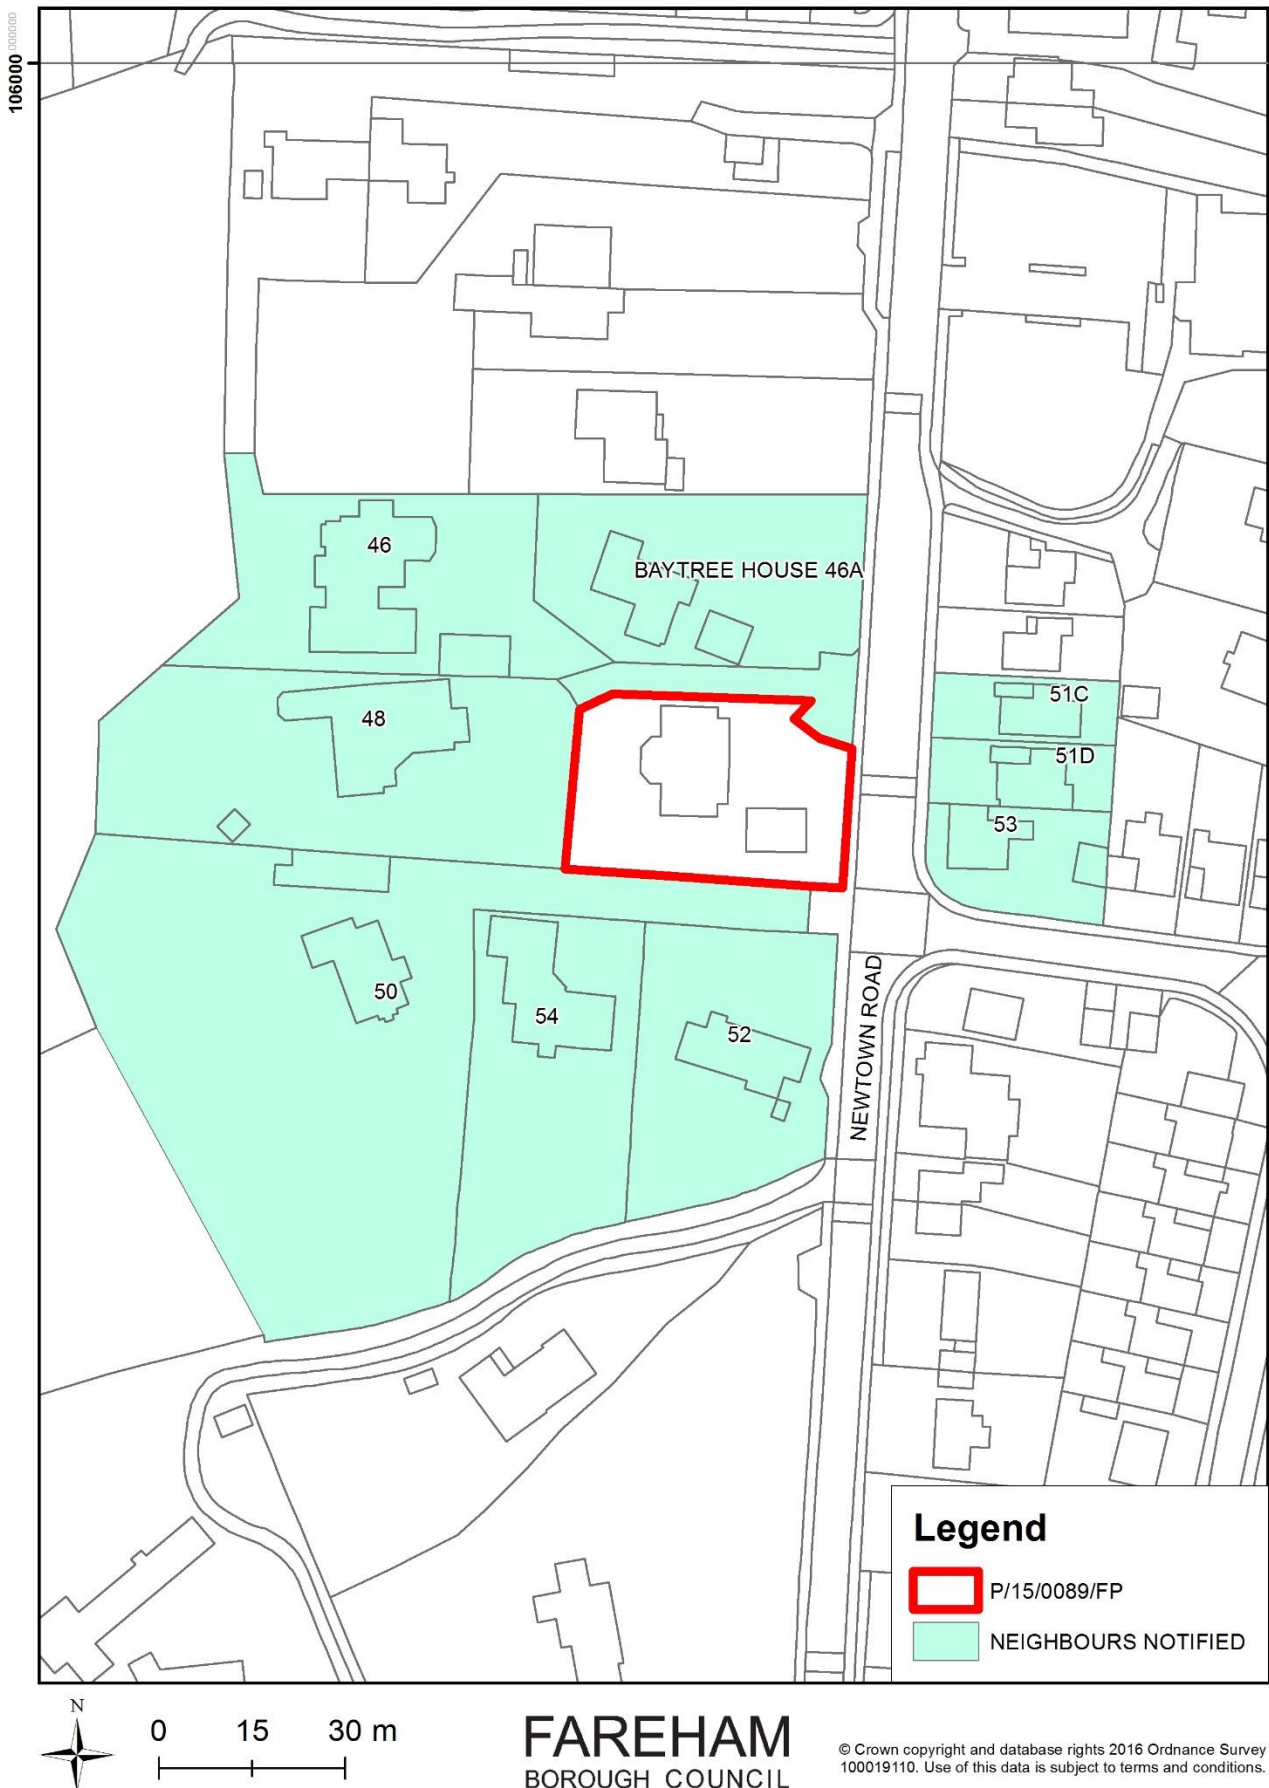 106000 000000
46
BAYTREE HOUSE 46A
48
51C
51D
53
50
54
52
NEWTOWN ROAD
Legend
P/15/0089/FP
NEIGHBOURS NOTIFIED
N
0 15 30 m
FAREHAM
BOROUGH COUNCIL
© Crown copyright and database rights 2016 Ordnance Survey
100019110. Use of this data is subject to terms and conditions.